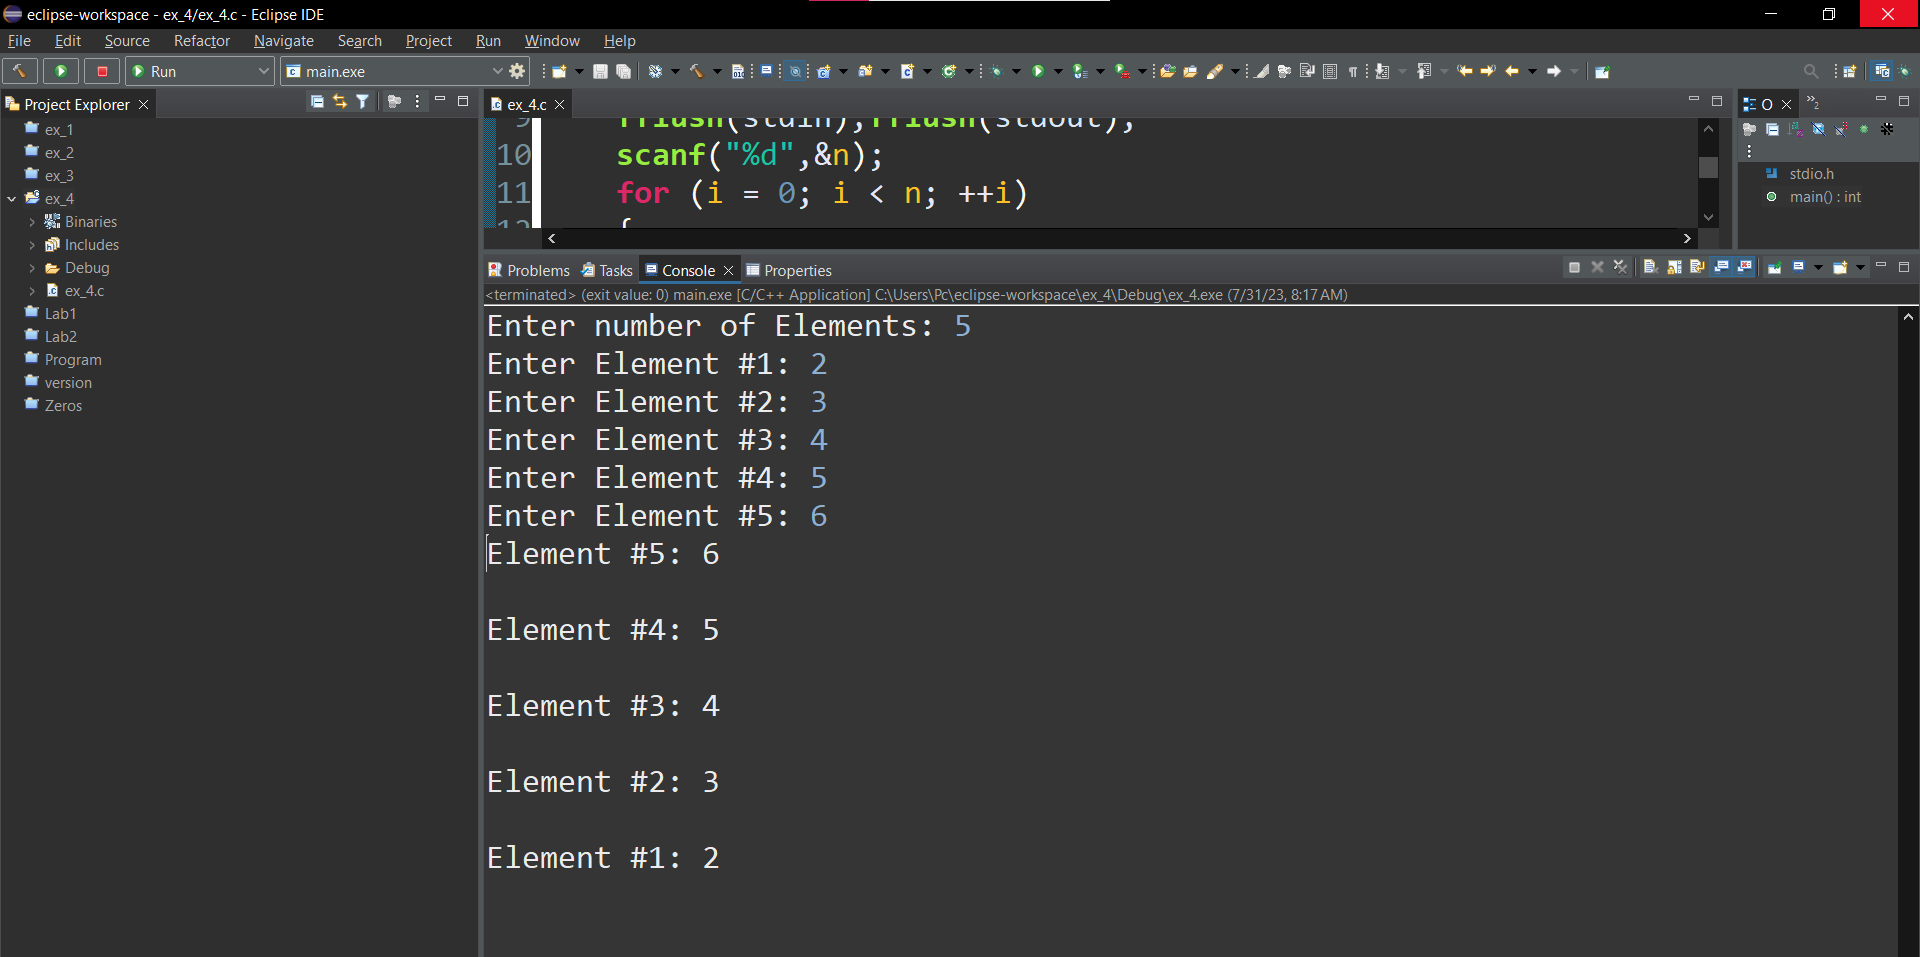 eclipse-workspace - ex_4/ex_4.c - Eclipse IDE
File Edit Source Refactor Navigate Search Project Run Window Help
Run main.exe
Project Explorer
ex_1
ex_2
ex_3
ex_4
Binaries
Includes
Debug
ex_4.c
Lab1
Lab2
Program
version
Zeros
ex_4.c
9 fflush(stdin);fflush(stdout);
10 scanf("%d",&n);
11 for (i = 0; i < n; ++i)
12 {
O
stdio.h
main() : int
Problems Tasks Console Properties
<terminated> (exit value: 0) main.exe [C/C++ Application] C:\Users\Pc\eclipse-workspace\ex_4\Debug\ex_4.exe (7/31/23, 8:17 AM)
Enter number of Elements: 5
Enter Element #1: 2
Enter Element #2: 3
Enter Element #3: 4
Enter Element #4: 5
Enter Element #5: 6
Element #5: 6
Element #4: 5
Element #3: 4
Element #2: 3
Element #1: 2